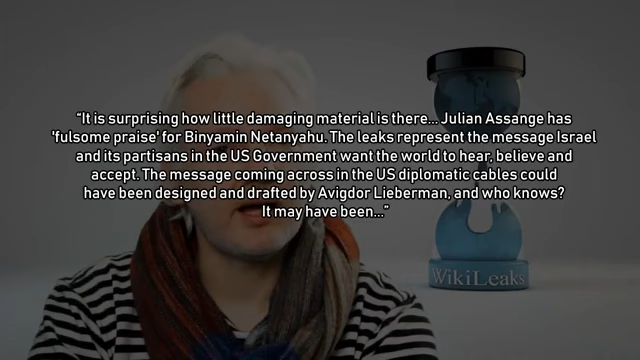 “It is surprising how little damaging material is there... Julian Assange has
'fulsome praise' for Binyamin Netanyahu. The leaks represent the message Israel
and its partisans in the US Government want the world to hear, believe and
accept. The message coming across in the US diplomatic cables could
have been designed and drafted by Avigdor Lieberman, and who knows?
It may have been...”
WikiLeaks